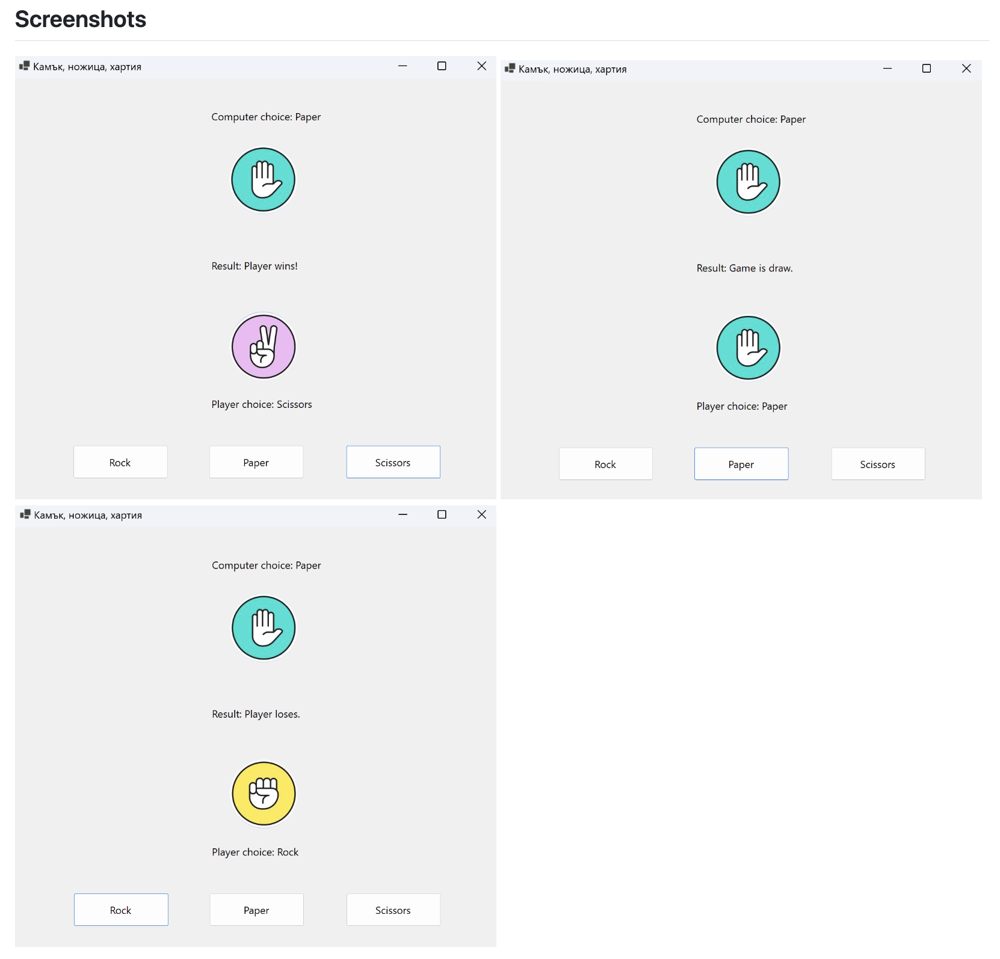 Screenshots
Камък, ножица, хартия
Computer choice: Paper
Result: Player wins!
Player choice: Scissors
Rock
Paper
Scissors
Камък, ножица, хартия
Computer choice: Paper
Result: Game is draw.
Player choice: Paper
Rock
Paper
Scissors
Камък, ножица, хартия
Computer choice: Paper
Result: Player loses.
Player choice: Rock
Rock
Paper
Scissors